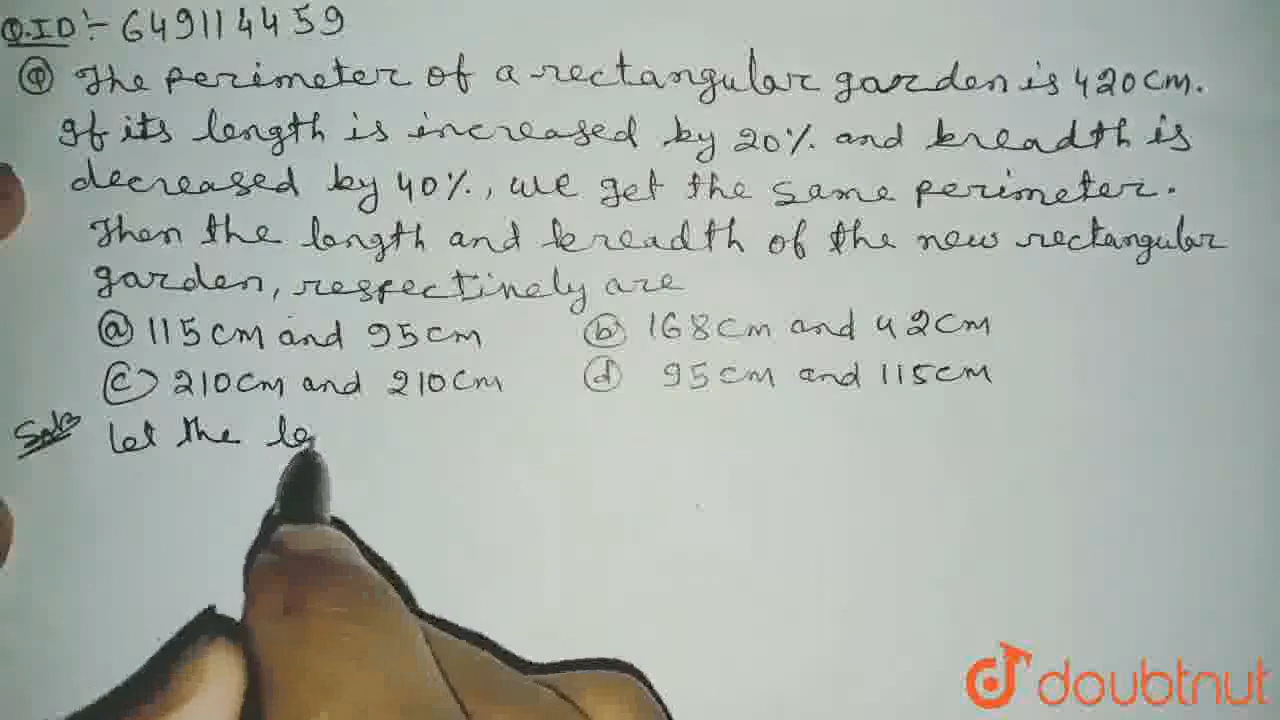 Q.ID:- 649114459
Q The perimeter of a rectangular garden is 420cm.
If its length is increased by 20% and breadth is
decreased by 40%, we get the same perimeter.
Then the length and breadth of the new rectangular
garden, respectively are
a 115cm and 95cm b 168cm and 42cm
c 210cm and 210cm d 95cm and 115cm
Soln Let the le
doubtnut